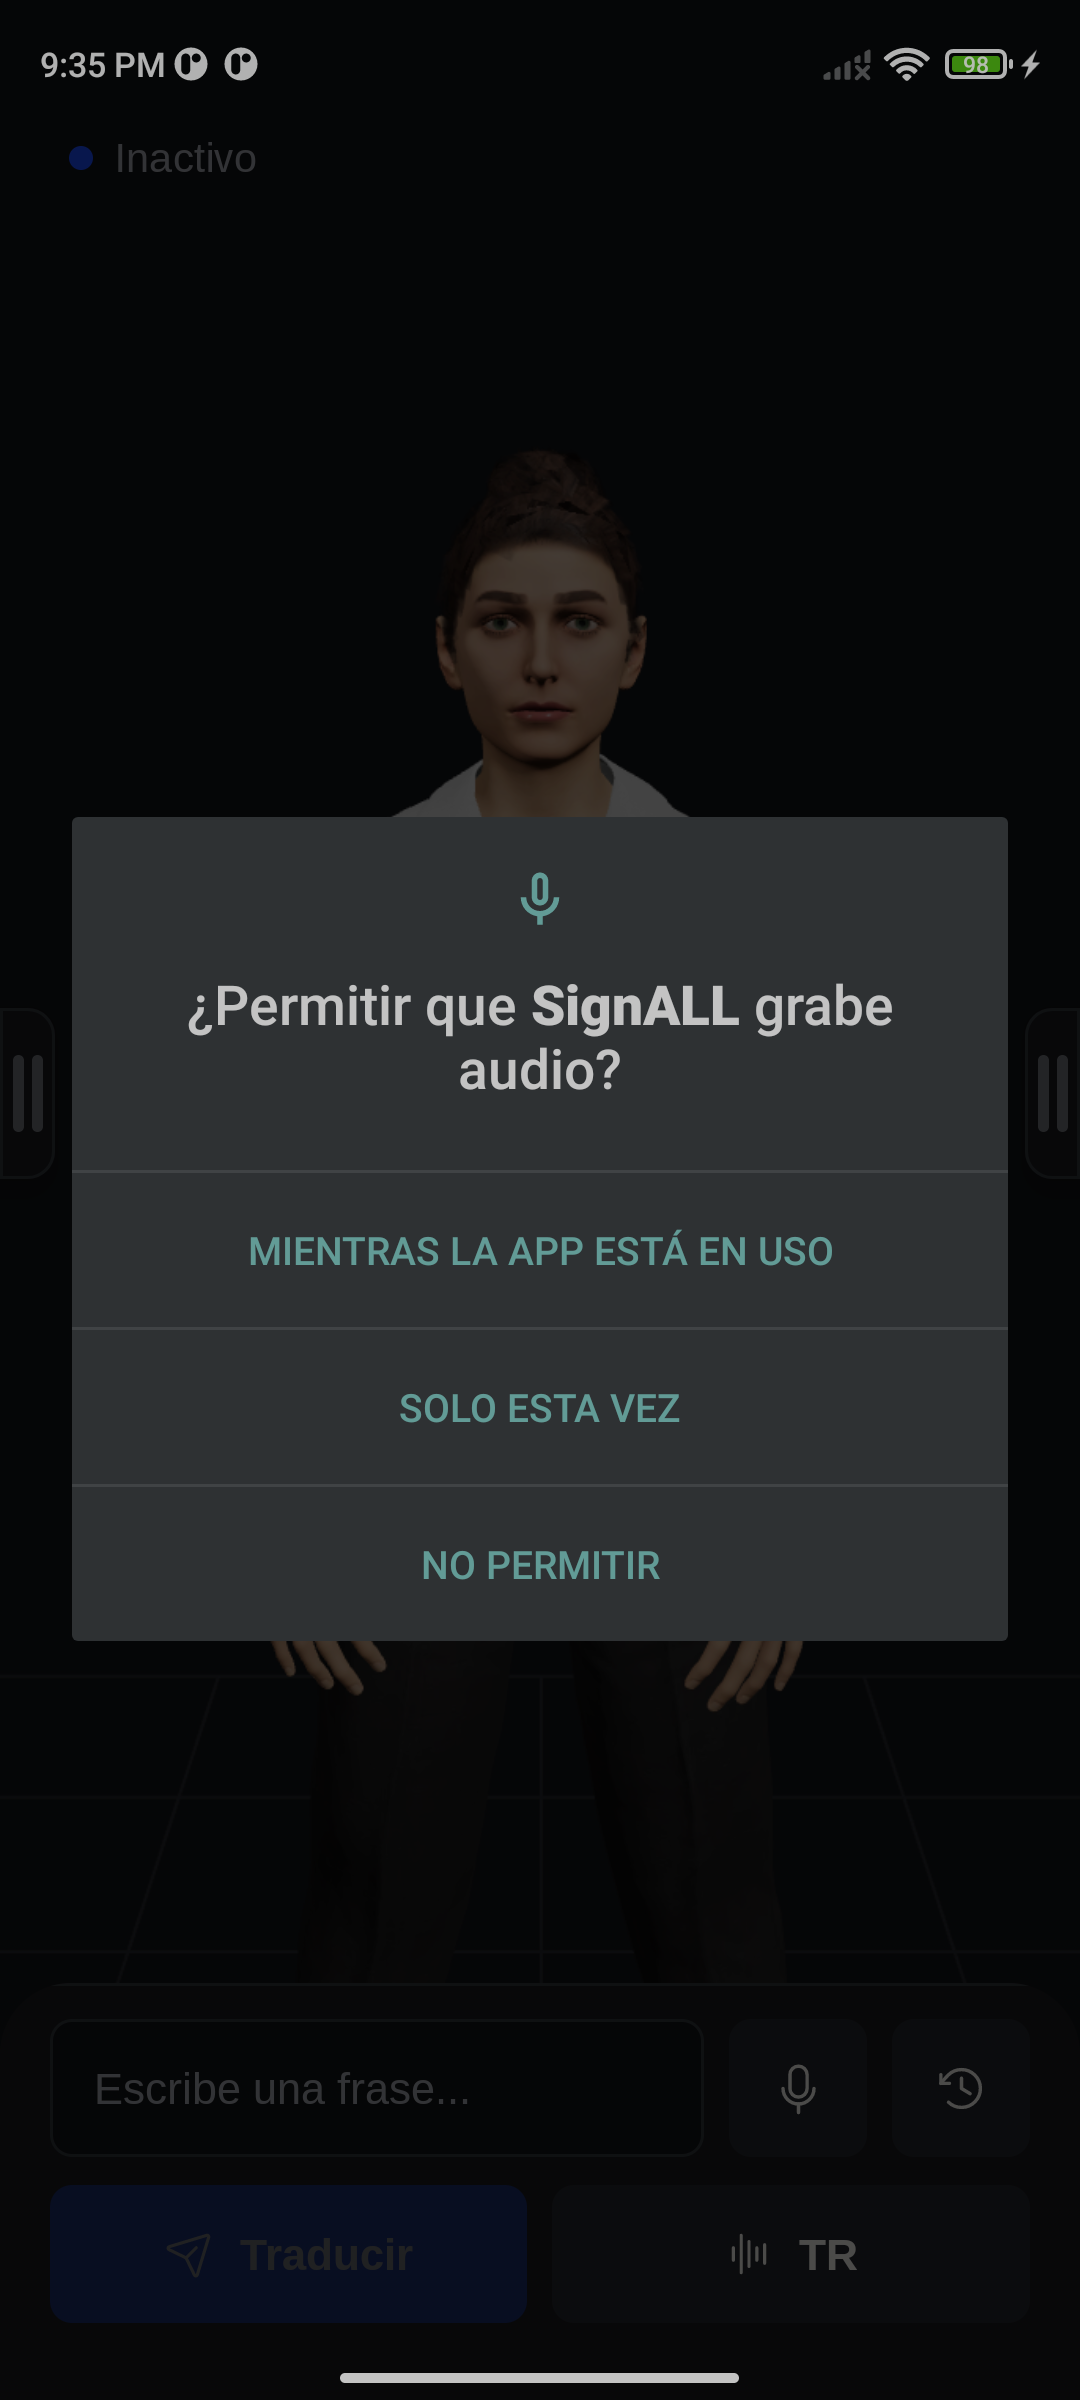 9:35 PM
98
Inactivo
¿Permitir que SignALL grabe
audio?
MIENTRAS LA APP ESTÁ EN USO
SOLO ESTA VEZ
NO PERMITIR
Escribe una frase...
Traducir
TR